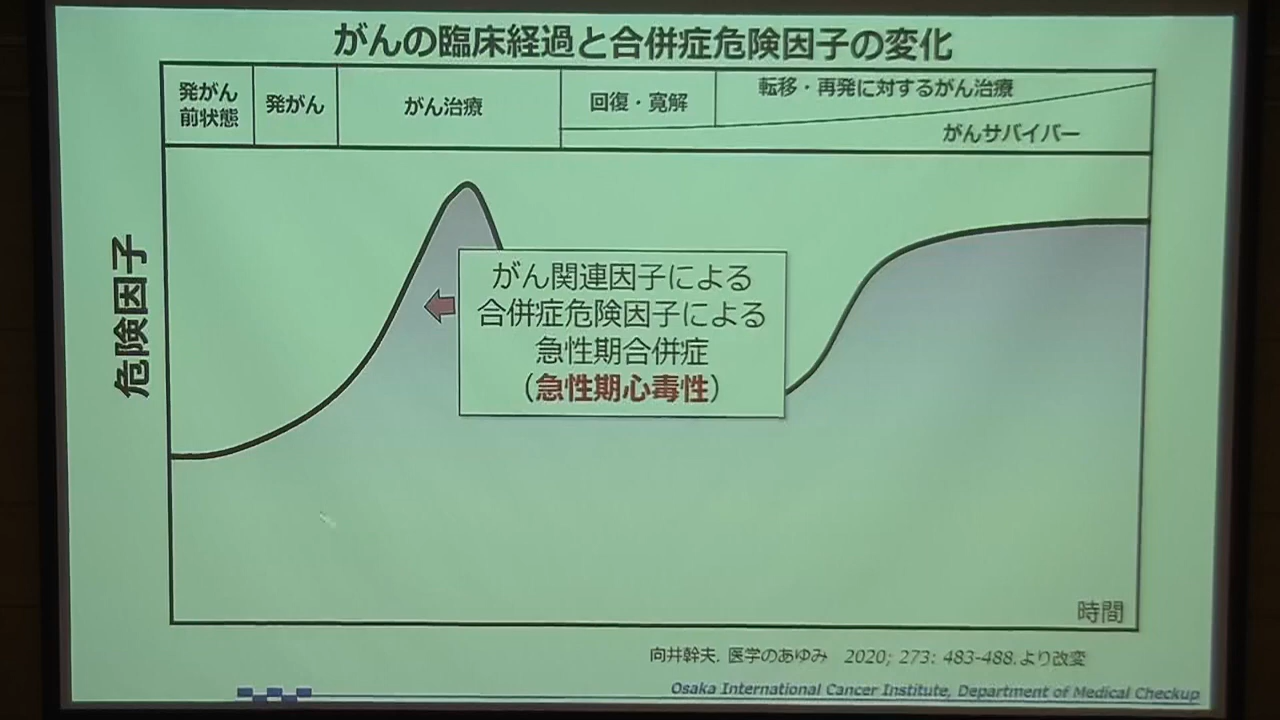 がんの臨床経過と合併症危険因子の変化
発がん
前状態
発がん
がん治療
回復・寛解
転移・再発に対するがん治療
がんサバイバー
危険因子
がん関連因子による
合併症危険因子による
急性期合併症
（急性期心毒性）
時間
向井幹夫. 医学のあゆみ 2020; 273: 483-488.より改変
Osaka International Cancer Institute, Department of Medical Checkup